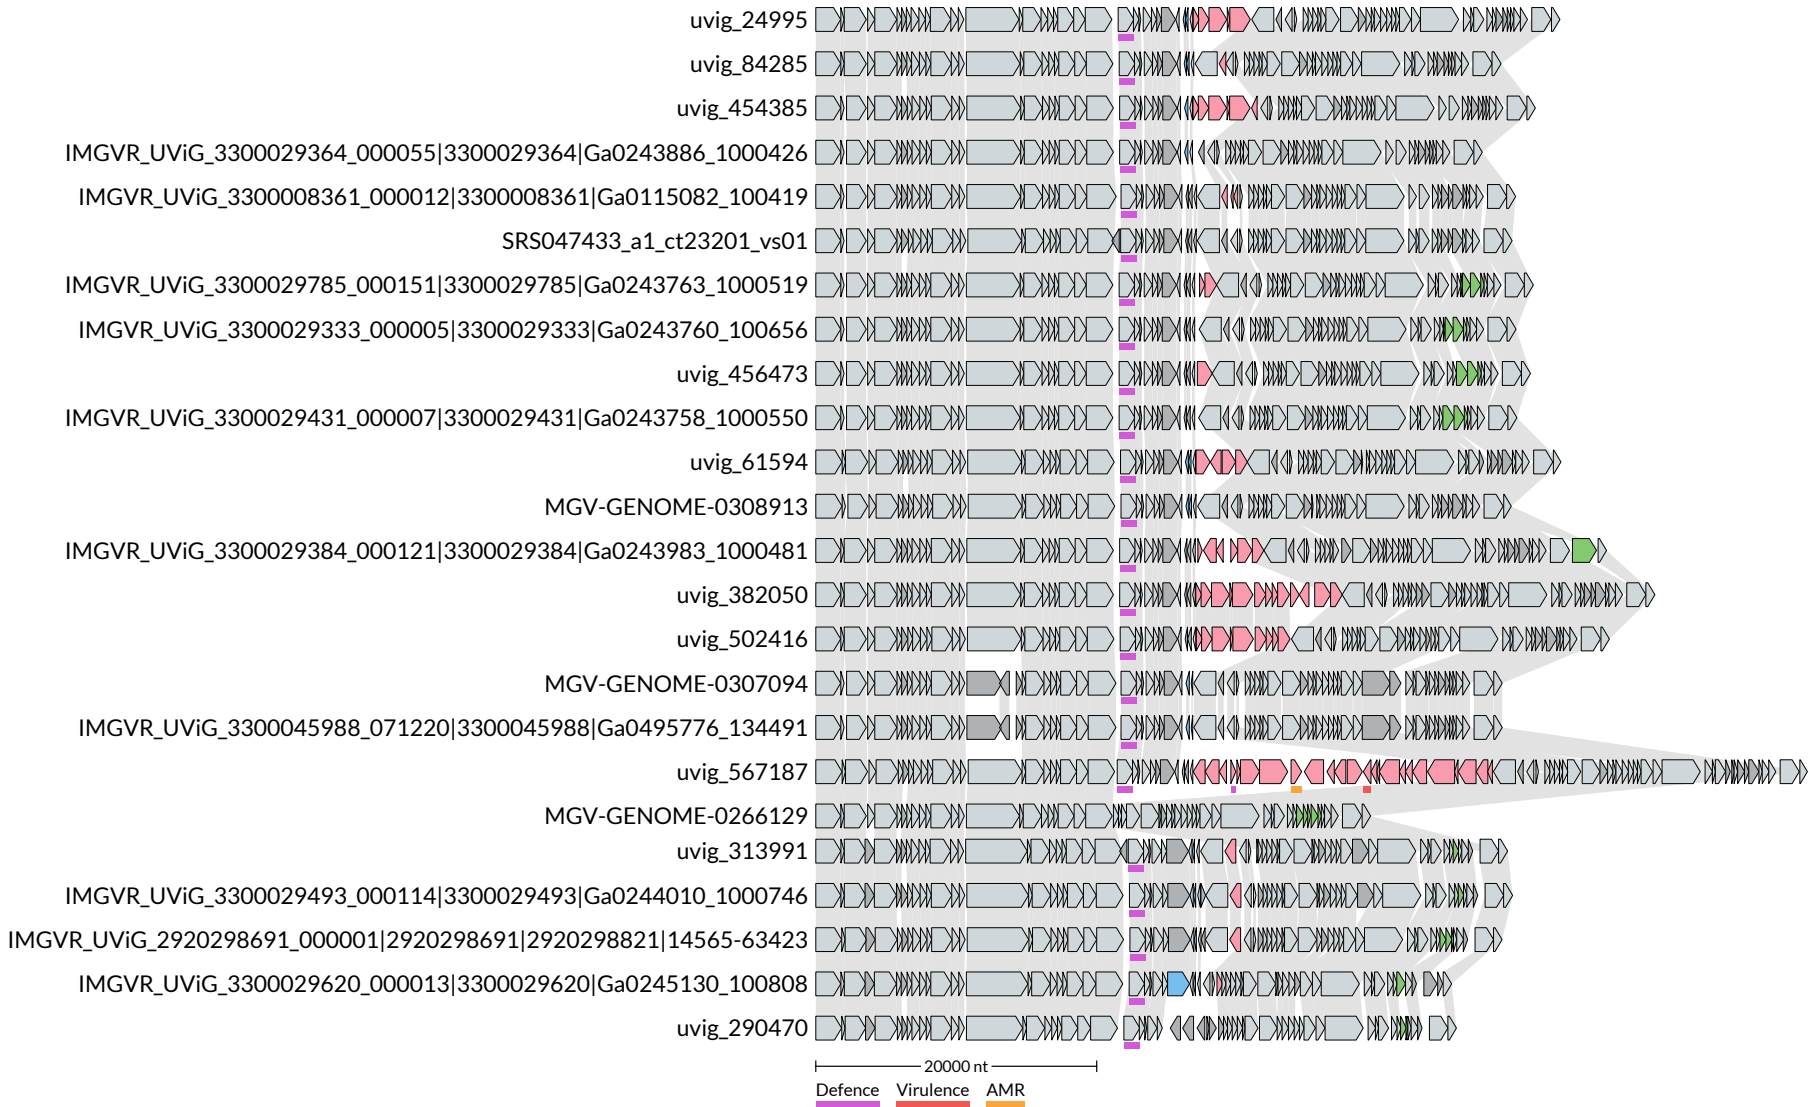 uvig_24995
uvig_84285
uvig_454385
IMGVR_UViG_3300029364_000055|3300029364|Ga0243886_1000426
IMGVR_UViG_3300008361_000012|3300008361|Ga0115082_100419
SRS047433_a1_ct23201_vs01
IMGVR_UViG_3300029785_000151|3300029785|Ga0243763_1000519
IMGVR_UViG_3300029333_000005|3300029333|Ga0243760_100656
uvig_456473
IMGVR_UViG_3300029431_000007|3300029431|Ga0243758_1000550
uvig_61594
MGV-GENOME-0308913
IMGVR_UViG_3300029384_000121|3300029384|Ga0243983_1000481
uvig_382050
uvig_502416
MGV-GENOME-0307094
IMGVR_UViG_3300045988_071220|3300045988|Ga0495776_134491
uvig_567187
MGV-GENOME-0266129
uvig_313991
IMGVR_UViG_3300029493_000114|3300029493|Ga0244010_1000746
IMGVR_UViG_2920298691_000001|2920298691|2920298821|14565-63423
IMGVR_UViG_3300029620_000013|3300029620|Ga0245130_100808
uvig_290470
20000 nt
Defence Virulence AMR